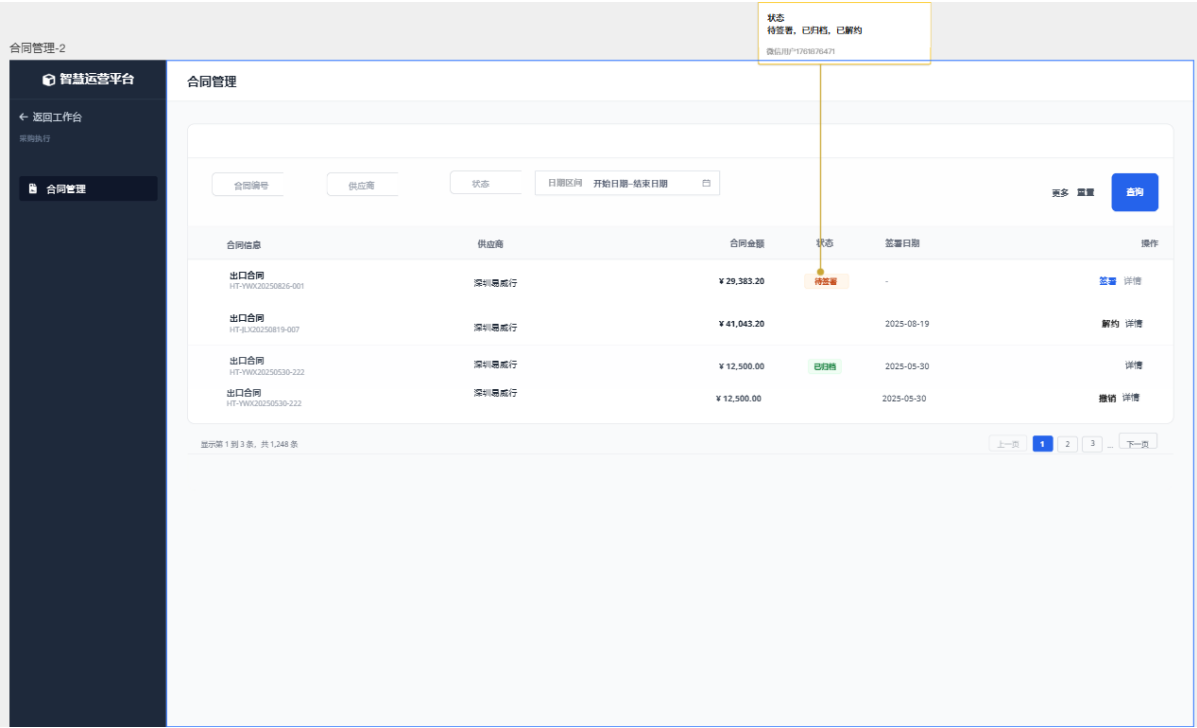 状态
待签署，已归档，已解约
微信用户1761876471
合同管理-2
智慧运营平台
合同管理
返回工作台
采购执行
合同管理
合同编号
供应商
状态
日期区间 开始日期-结束日期
更多 重置 查询
合同信息 供应商 合同金额 状态 签署日期 操作
出口合同
HT-YWX20250826-001
深圳易威行 ¥ 29,383.20 待签署 - 签署 详情
出口合同
HT-JLX20250819-007
深圳易威行 ¥ 41,043.20 2025-08-19 解约 详情
出口合同
HT-YWX20250530-222
深圳易威行 ¥ 12,500.00 已归档 2025-05-30 详情
出口合同
HT-YWX20250530-222
深圳易威行 ¥ 12,500.00 2025-05-30 撤销 详情
显示第 1 到 3 条，共 1,248 条
上一页 1 2 3 ... 下一页